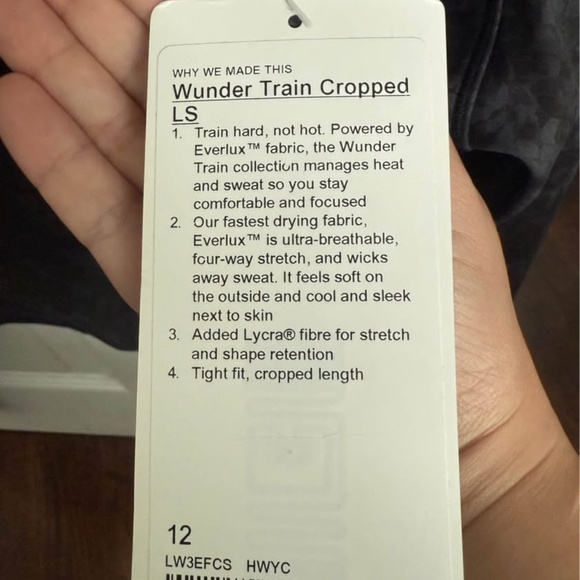 WHY WE MADE THIS
Wunder Train Cropped
LS
1. Train hard, not hot. Powered by
Everlux™ fabric, the Wunder
Train collection manages heat
and sweat so you stay
comfortable and focused
2. Our fastest drying fabric,
Everlux™ is ultra-breathable,
four-way stretch, and wicks
away sweat. It feels soft on
the outside and cool and sleek
next to skin
3. Added Lycra® fibre for stretch
and shape retention
4. Tight fit, cropped length
12
LW3EFCS HWYC